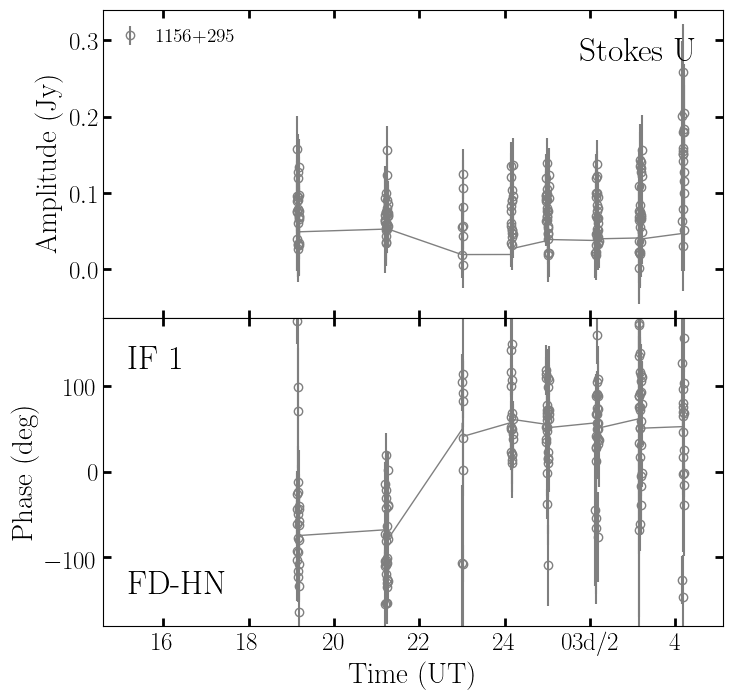 1156+295
Stokes U
Amplitude (Jy)
0.3
0.2
0.1
0.0
IF 1
FD-HN
Phase (deg)
100
0
−100
16 18 20 22 24 03d/2 4
Time (UT)